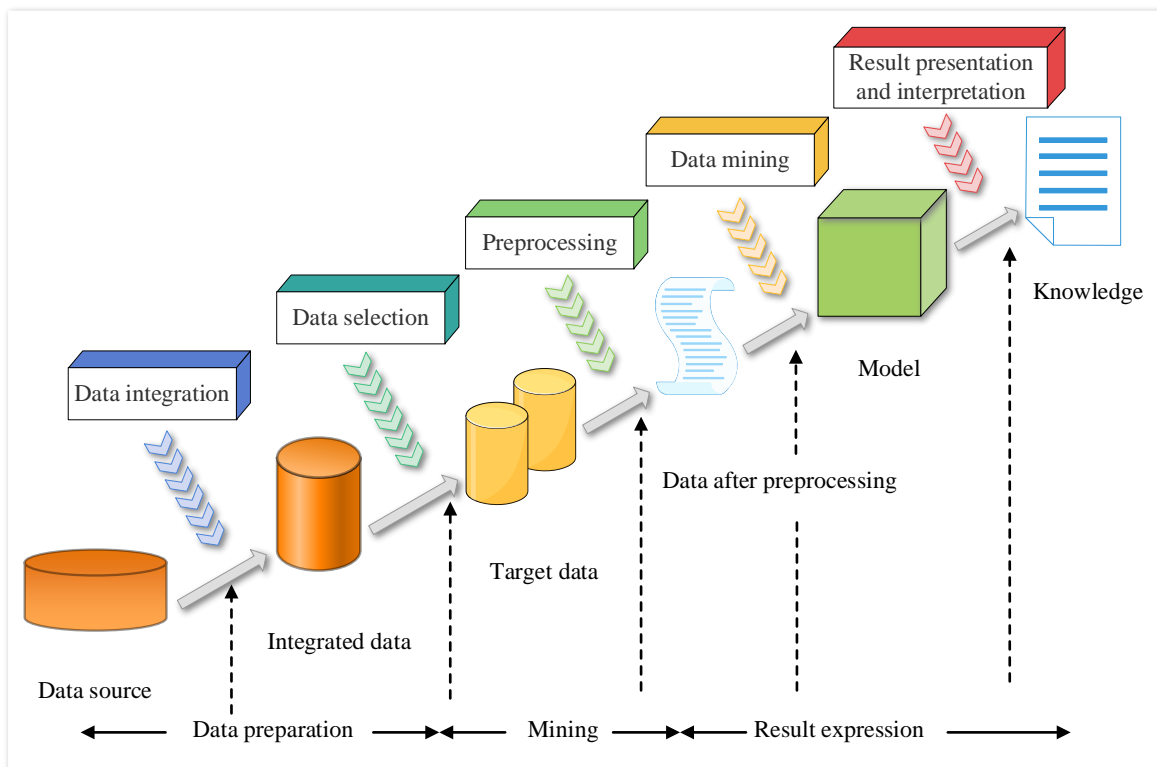 Result presentation
and interpretation
Data mining
Preprocessing
Data selection
Knowledge
Data integration
Model
Data after preprocessing
Target data
Integrated data
Data source
Data preparation
Mining
Result expression